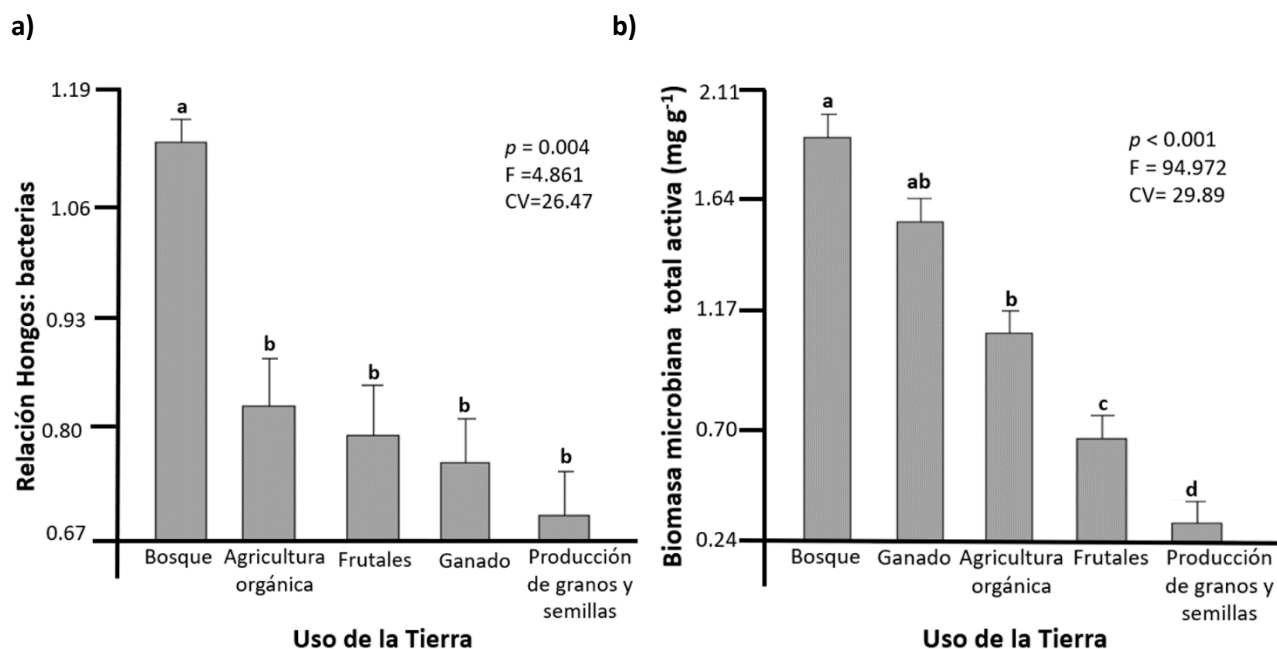 a)
Relación Hongos: bacterias
1.19
1.06
0.93
0.80
0.67
a
b
b
b
b
p = 0.004
F =4.861
CV=26.47
Bosque
Agricultura
orgánica
Frutales
Ganado
Producción
de granos y
semillas
Uso de la Tierra
b)
Biomasa microbiana total activa (mg g⁻¹)
2.11
1.64
1.17
0.70
0.24
a
ab
b
c
d
p < 0.001
F = 94.972
CV= 29.89
Bosque
Ganado
Agricultura
orgánica
Frutales
Producción
de granos y
semillas
Uso de la Tierra